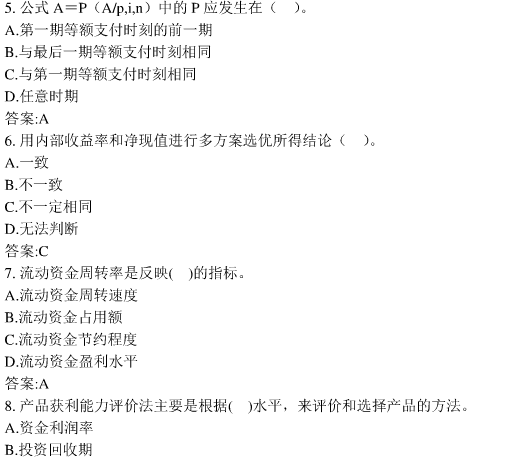 5. 公式 A＝P（A/p,i,n）中的 P 应发生在（　）。
A.第一期等额支付时刻的前一期
B.与最后一期等额支付时刻相同
C.与第一期等额支付时刻相同
D.任意时期
答案:A
6. 用内部收益率和净现值进行多方案选优所得结论（　）。
A.一致
B.不一致
C.不一定相同
D.无法判断
答案:C
7. 流动资金周转率是反映(　)的指标。
A.流动资金周转速度
B.流动资金占用额
C.流动资金节约程度
D.流动资金盈利水平
答案:A
8. 产品获利能力评价法主要是根据(　)水平，来评价和选择产品的方法。
A.资金利润率
B.投资回收期